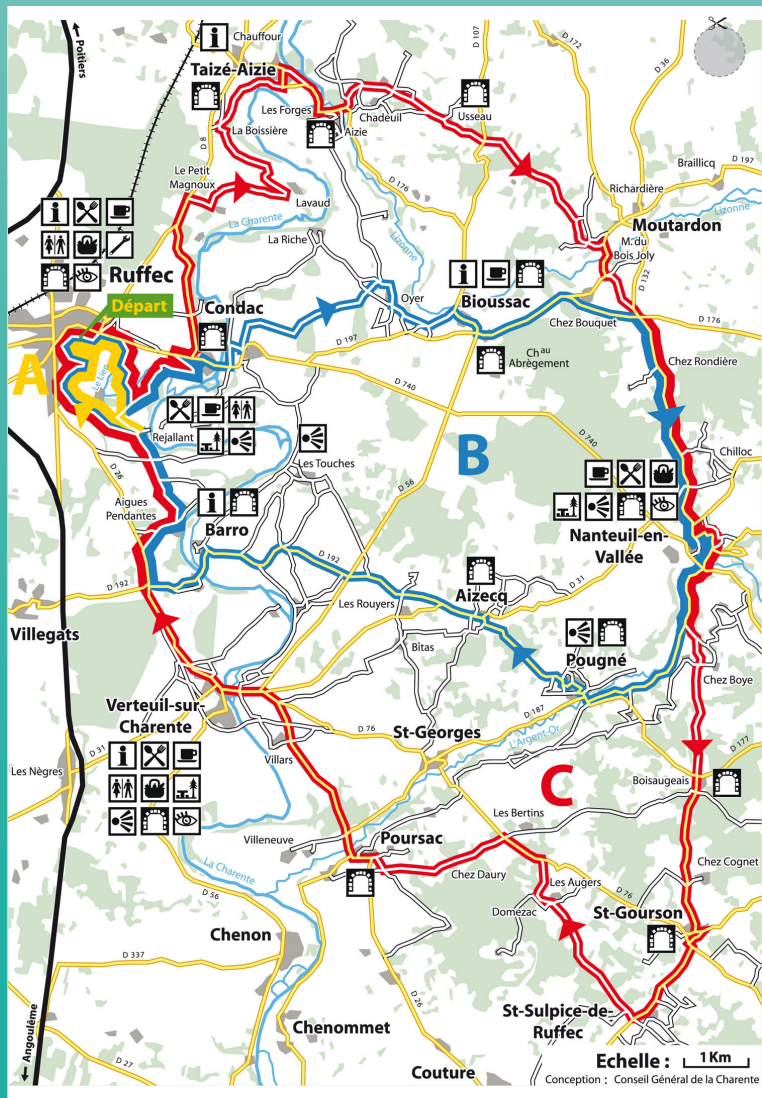 Poitiers
Chauffour
D 107
D 172
D 36
Taizé-Aizie
Les Forges
Chadeuil
Usseau
La Boissière
Aizie
D 8
Le Petit
Magnoux
D 197
Braillicq
Richardière
Lizonne
Lavaud
D 176
La Charente
Lizonne
Moutardon
La Riche
M. du
Bois Joly
Ruffec
Départ
Condac
Oyer
Bioussac
D 132
Chez Bouquet
D 176
D 197
Ch au
Abrègement
Chez Rondière
A
Le Lien
D 740
Rejallant
B
D 740
Chilloc
D 26
Les Touches
D 56
Aigues
Pendantes
Barro
Nanteuil-en-
Vallée
D 192
D 192
Aizecq
D 31
Les Rouyers
Villegats
Bitas
Pougné
Chez Boye
Verteuil-sur-
Charente
D 187
St-Georges
D 76
L'Argent-Or
D 31
D 177
Les Nègres
Villars
C
Boisaugeais
Les Bertins
Villeneuve
Poursac
Chez Cognet
La Charente
Chez Daury
Les Augers
D 76
D 56
Domezac
St-Gourson
Chenon
D 337
D 26
St-Sulpice-de-
Ruffec
Chenommet
Angoulême
D 27
Couture
Echelle : 1 Km
Conception : Conseil Général de la Charente